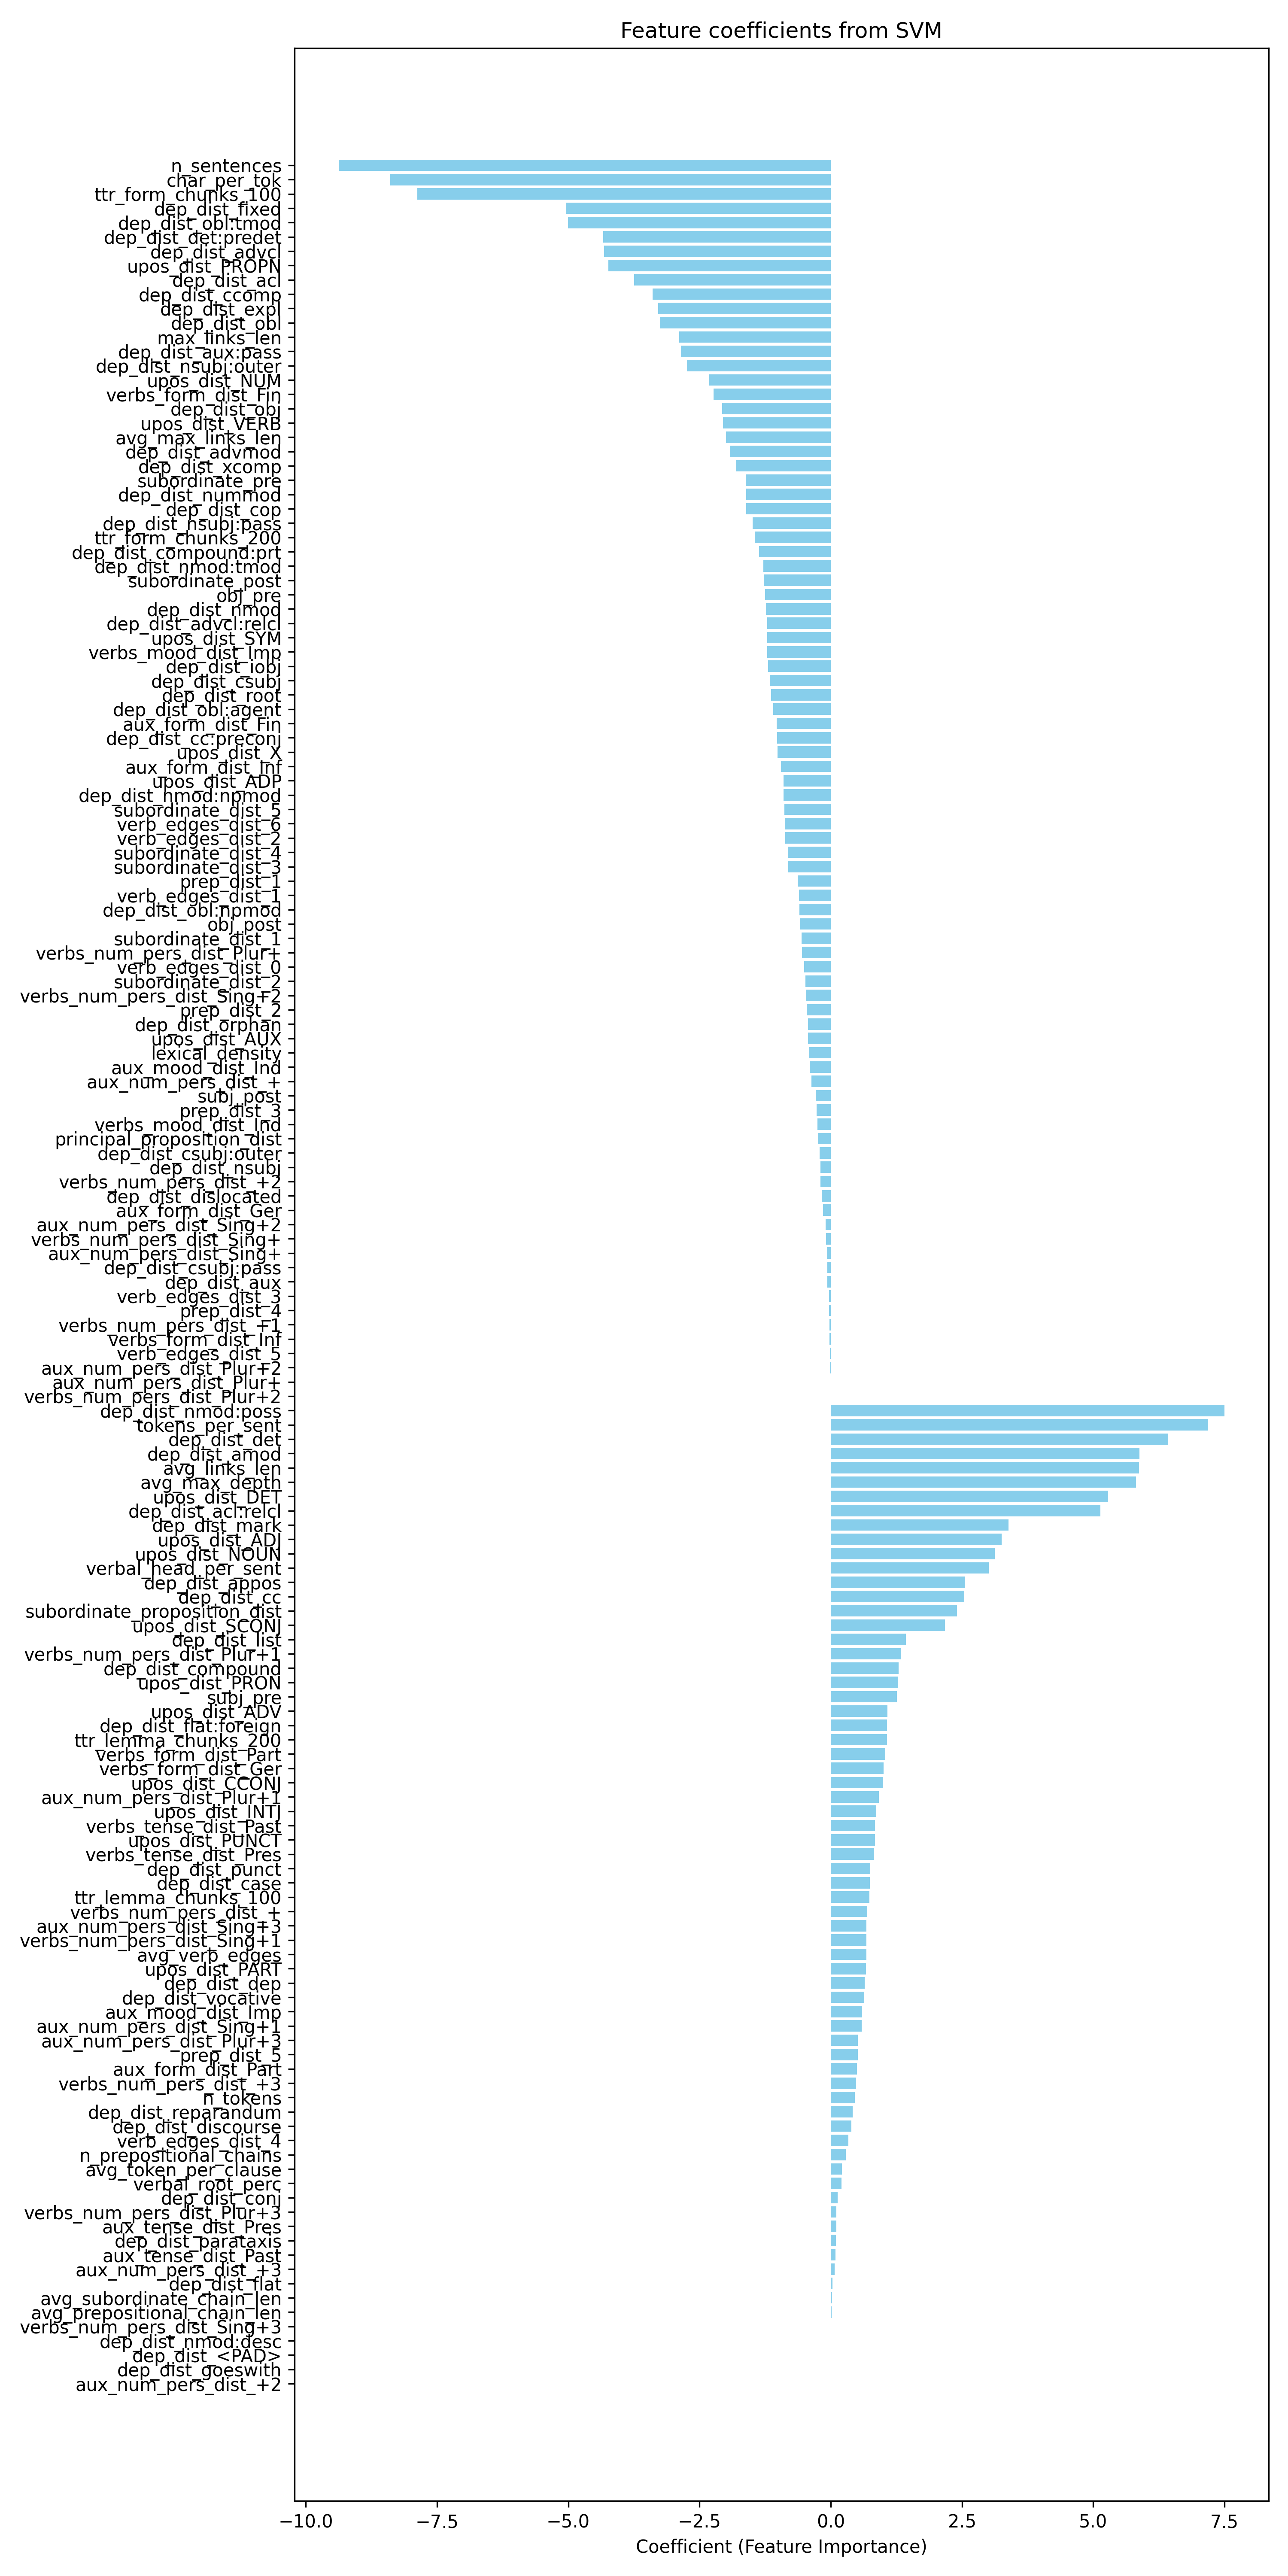 Feature coefficients from SVM
n_sentences
char_per_tok
ttr_form_chunks_100
dep_dist_fixed
dep_dist_obl:tmod
dep_dist_det:predet
dep_dist_advcl
upos_dist_PROPN
dep_dist_acl
dep_dist_ccomp
dep_dist_expl
dep_dist_obl
max_links_len
dep_dist_aux:pass
dep_dist_nsubj:outer
upos_dist_NUM
verbs_form_dist_Fin
dep_dist_obj
upos_dist_VERB
avg_max_links_len
dep_dist_advmod
dep_dist_xcomp
subordinate_pre
dep_dist_nummod
dep_dist_cop
dep_dist_nsubj:pass
ttr_form_chunks_200
dep_dist_compound:prt
dep_dist_nmod:tmod
subordinate_post
obj_pre
dep_dist_nmod
dep_dist_advcl:relcl
upos_dist_SYM
verbs_mood_dist_Imp
dep_dist_iobj
dep_dist_csubj
dep_dist_root
dep_dist_obl:agent
aux_form_dist_Fin
dep_dist_cc:preconj
upos_dist_X
aux_form_dist_Inf
upos_dist_ADP
dep_dist_nmod:npmod
subordinate_dist_5
verb_edges_dist_6
verb_edges_dist_2
subordinate_dist_4
subordinate_dist_3
prep_dist_1
verb_edges_dist_1
dep_dist_obl:npmod
obj_post
subordinate_dist_1
verbs_num_pers_dist_Plur+
verb_edges_dist_0
subordinate_dist_2
verbs_num_pers_dist_Sing+2
prep_dist_2
dep_dist_orphan
upos_dist_AUX
lexical_density
aux_mood_dist_Ind
aux_num_pers_dist_+
subj_post
prep_dist_3
verbs_mood_dist_Ind
principal_proposition_dist
dep_dist_csubj:outer
dep_dist_nsubj
verbs_num_pers_dist_+2
dep_dist_dislocated
aux_form_dist_Ger
aux_num_pers_dist_Sing+2
verbs_num_pers_dist_Sing+
aux_num_pers_dist_Sing+
dep_dist_csubj:pass
dep_dist_aux
verb_edges_dist_3
prep_dist_4
verbs_num_pers_dist_+1
verbs_form_dist_Inf
verb_edges_dist_5
aux_num_pers_dist_Plur+2
aux_num_pers_dist_Plur+
verbs_num_pers_dist_Plur+2
dep_dist_nmod:poss
tokens_per_sent
dep_dist_det
dep_dist_amod
avg_links_len
avg_max_depth
upos_dist_DET
dep_dist_acl:relcl
dep_dist_mark
upos_dist_ADJ
upos_dist_NOUN
verbal_head_per_sent
dep_dist_appos
dep_dist_cc
subordinate_proposition_dist
upos_dist_SCONJ
dep_dist_list
verbs_num_pers_dist_Plur+1
dep_dist_compound
upos_dist_PRON
subj_pre
upos_dist_ADV
dep_dist_flat:foreign
ttr_lemma_chunks_200
verbs_form_dist_Part
verbs_form_dist_Ger
upos_dist_CCONJ
aux_num_pers_dist_Plur+1
upos_dist_INTJ
verbs_tense_dist_Past
upos_dist_PUNCT
verbs_tense_dist_Pres
dep_dist_punct
dep_dist_case
ttr_lemma_chunks_100
verbs_num_pers_dist_+
aux_num_pers_dist_Sing+3
verbs_num_pers_dist_Sing+1
avg_verb_edges
upos_dist_PART
dep_dist_dep
dep_dist_vocative
aux_mood_dist_Imp
aux_num_pers_dist_Sing+1
aux_num_pers_dist_Plur+3
prep_dist_5
aux_form_dist_Part
verbs_num_pers_dist_+3
n_tokens
dep_dist_reparandum
dep_dist_discourse
verb_edges_dist_4
n_prepositional_chains
avg_token_per_clause
verbal_root_perc
dep_dist_conj
verbs_num_pers_dist_Plur+3
aux_tense_dist_Pres
dep_dist_parataxis
aux_tense_dist_Past
aux_num_pers_dist_+3
dep_dist_flat
avg_subordinate_chain_len
avg_prepositional_chain_len
verbs_num_pers_dist_Sing+3
dep_dist_nmod:desc
dep_dist_<PAD>
dep_dist_goeswith
aux_num_pers_dist_+2
−10.0 −7.5 −5.0 −2.5 0.0 2.5 5.0 7.5
Coefficient (Feature Importance)